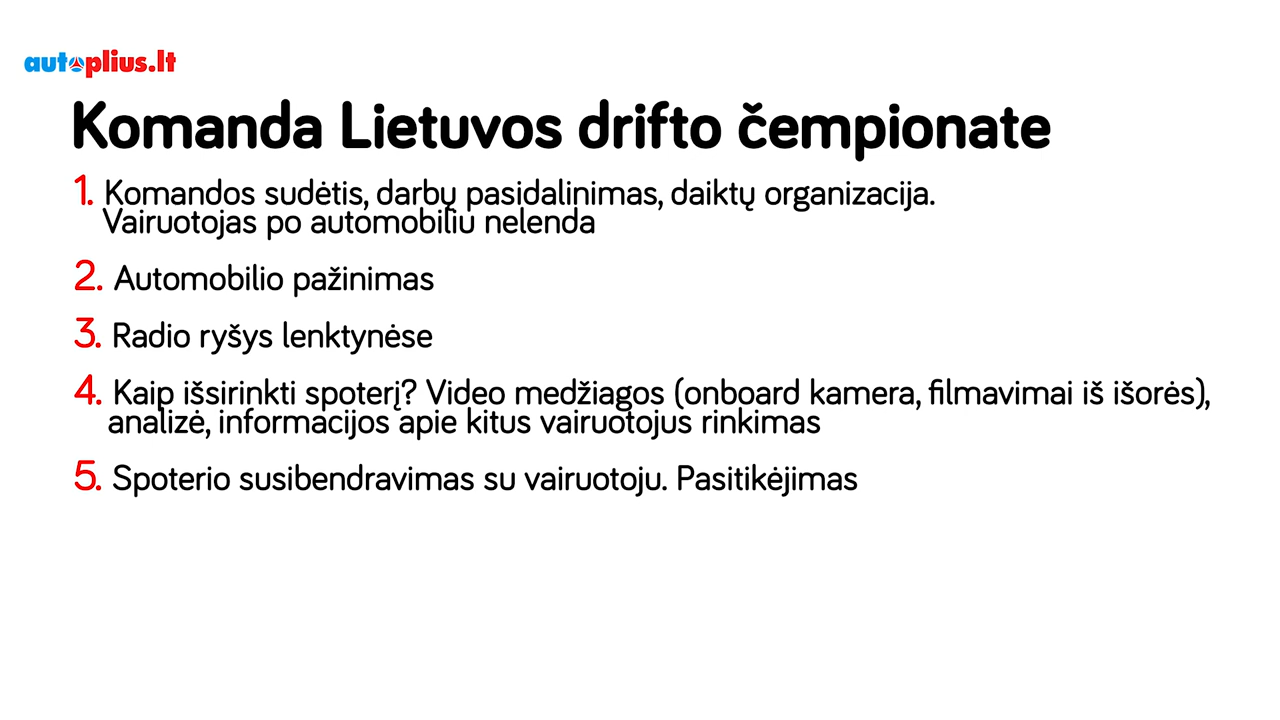 autoplius.lt
Komanda Lietuvos drifto čempionate
1. Komandos sudėtis, darbų pasidalinimas, daiktų organizacija.
Vairuotojas po automobiliu nelenda
2. Automobilio pažinimas
3. Radio ryšys lenktynėse
4. Kaip išsirinkti spoterį? Video medžiagos (onboard kamera, filmavimai iš išorės),
analizė, informacijos apie kitus vairuotojus rinkimas
5. Spoterio susibendravimas su vairuotoju. Pasitikėjimas